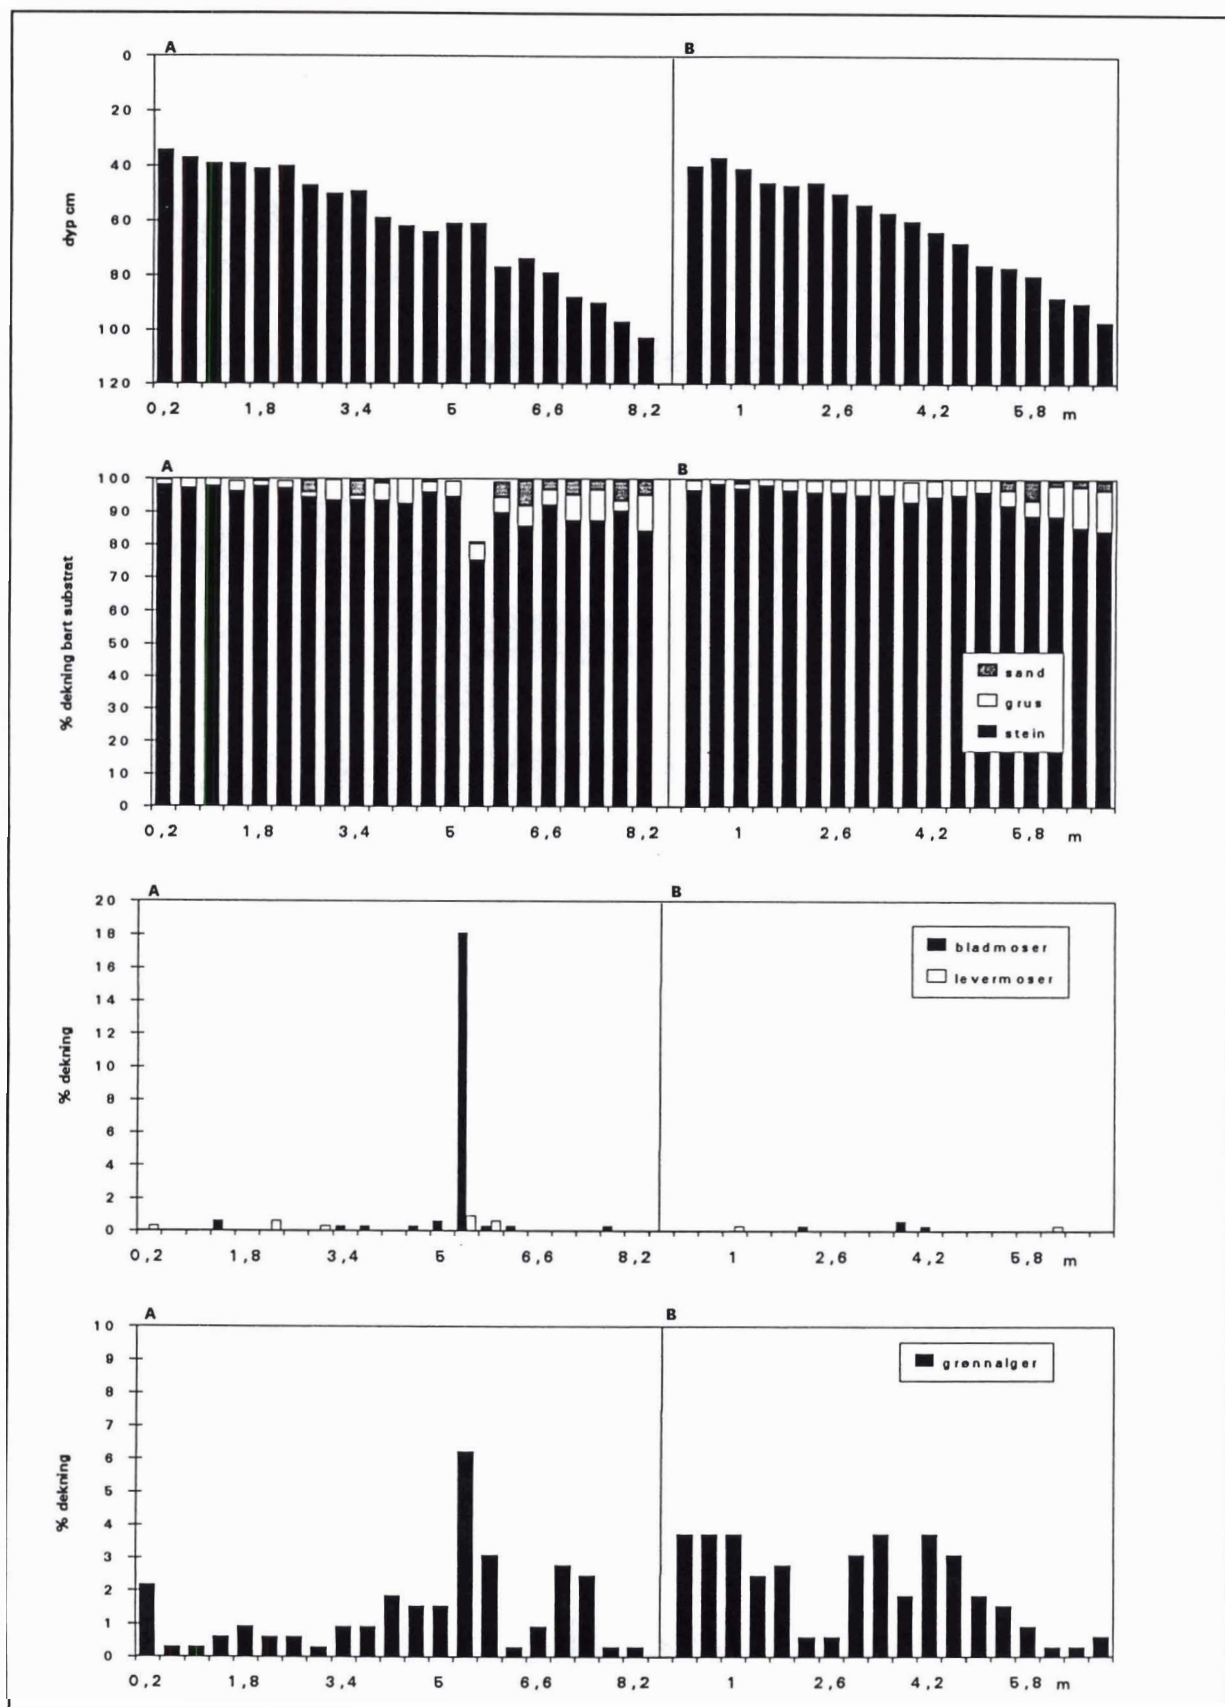 A B
0
20
40
60
80
100
120
dyp cm
0,2 1,8 3,4 5 6,6 8,2 1 2,6 4,2 5,8 m
A B
100
90
80
70
60
50
40
30
20
10
0
% dekning bart substrat
sand
grus
stein
0,2 1,8 3,4 5 6,6 8,2 1 2,6 4,2 5,8 m
A B
20
18
16
14
12
10
8
6
4
2
0
% dekning
bladmoser
levermoser
0,2 1,8 3,4 5 6,6 8,2 1 2,6 4,2 5,8 m
A B
10
9
8
7
6
5
4
3
2
1
0
% dekning
grønnalger
0,2 1,8 3,4 5 6,6 8,2 1 2,6 4,2 5,8 m